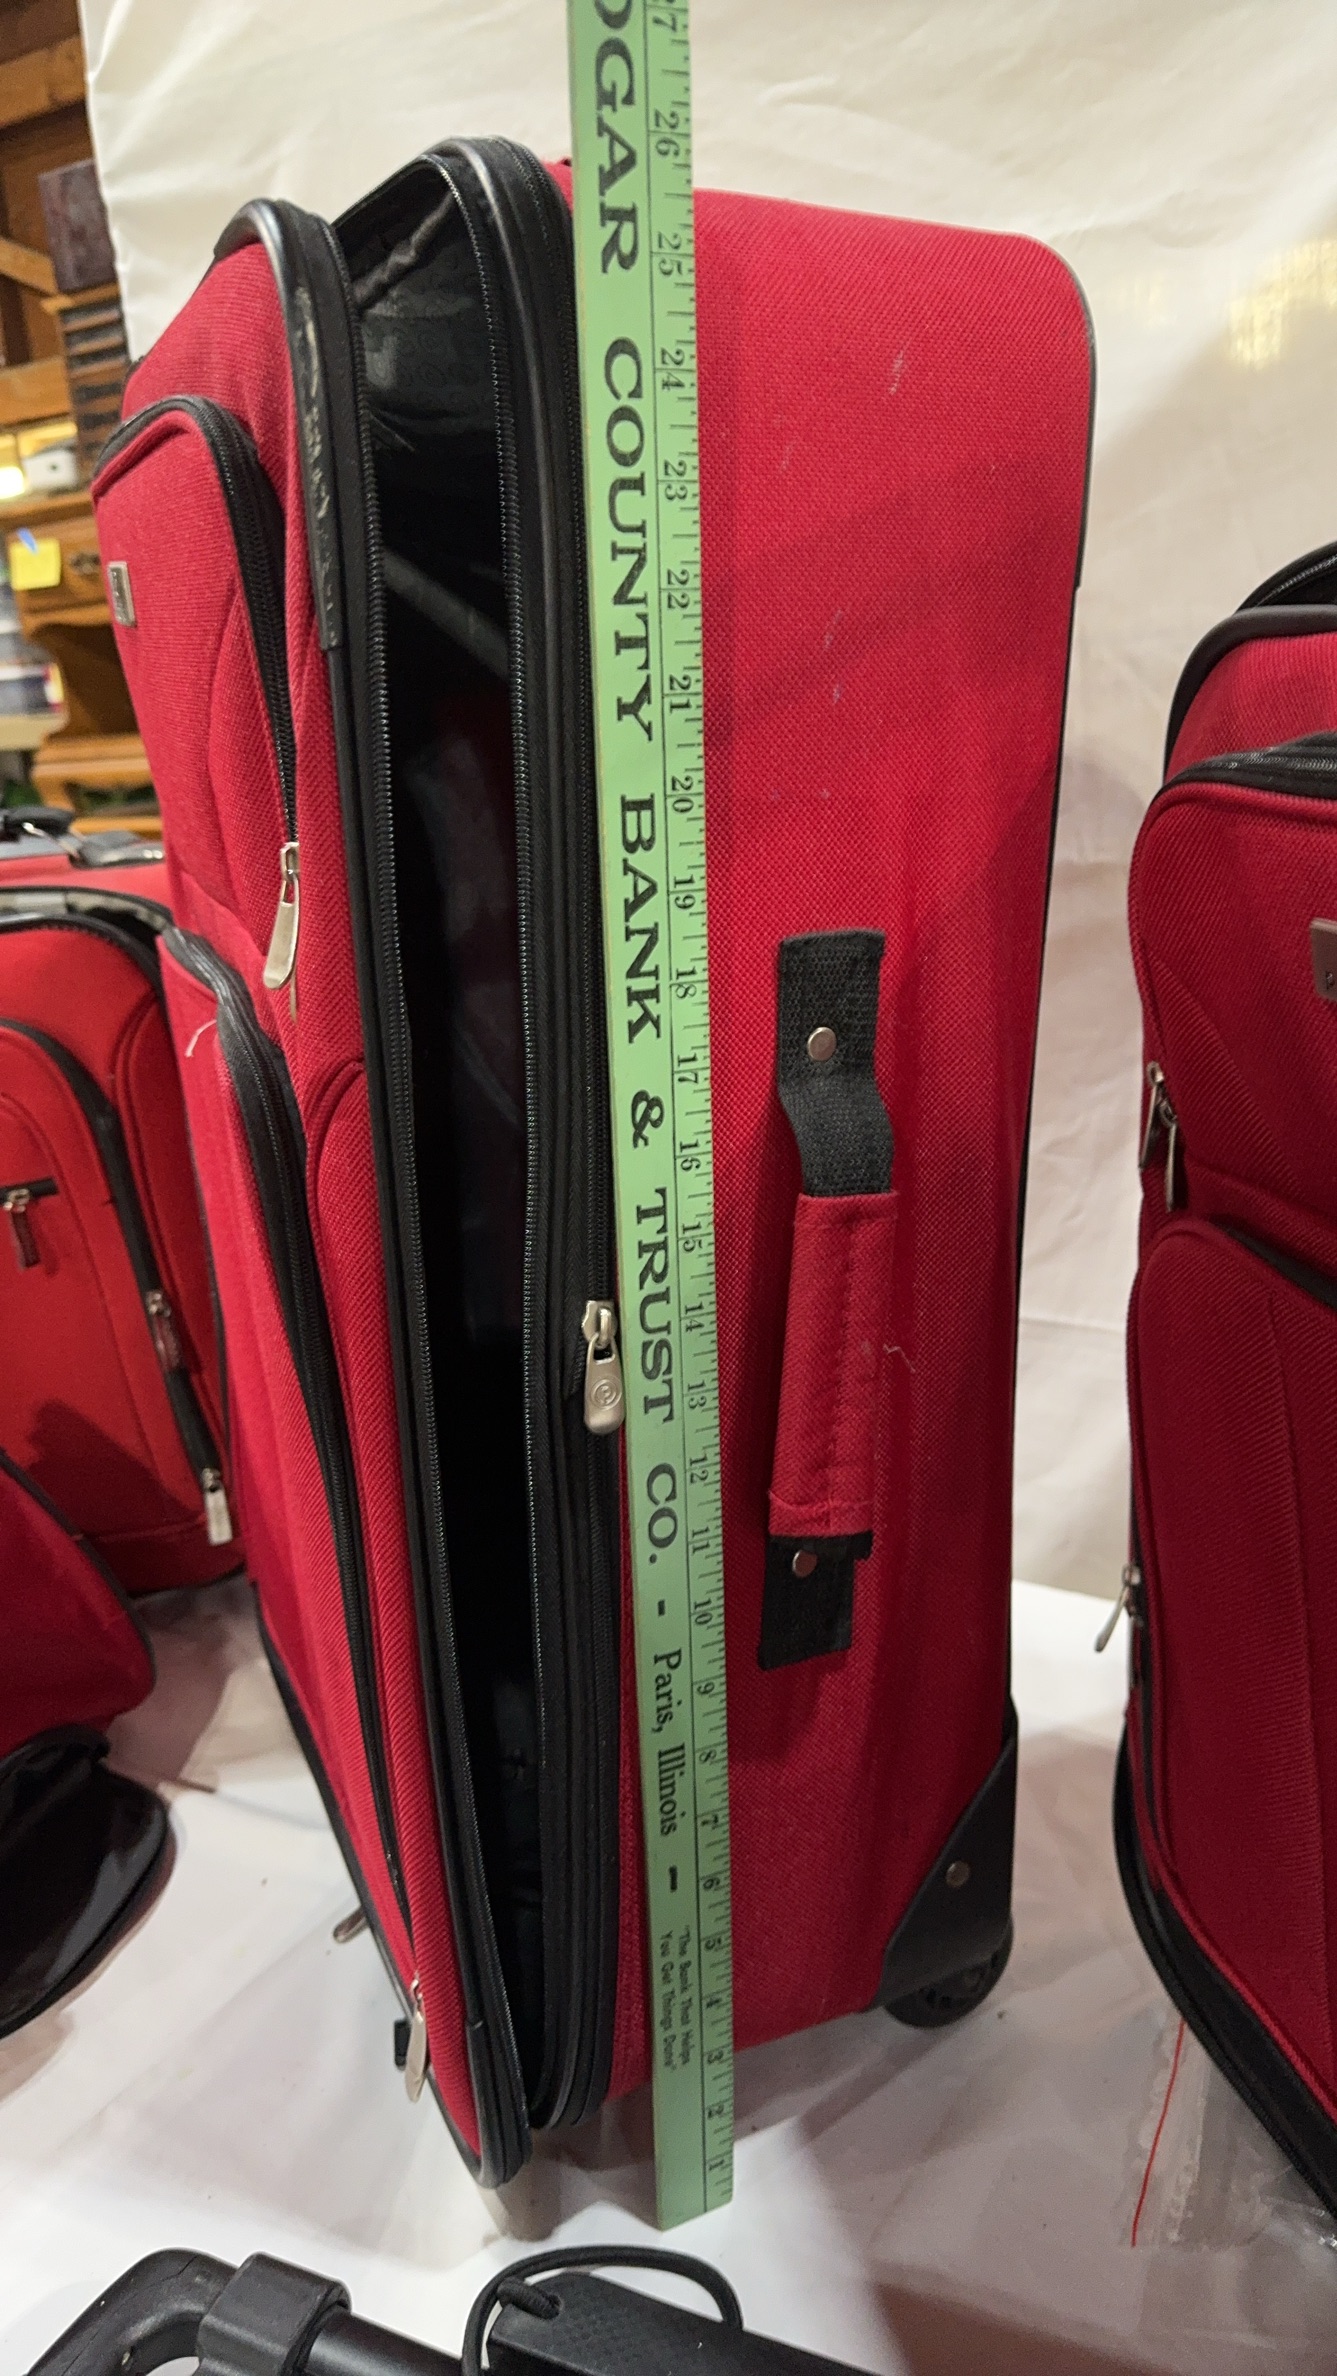 DGAR COUNTY BANK & TRUST CO. - Paris, Illinois -
"The Bank That Helps
You Get Things Done"
27 26 25 24 23 22 21 20 19 18 17 16 15 14 13 12 11 10 9 8 7 6 5 4 3 2 1